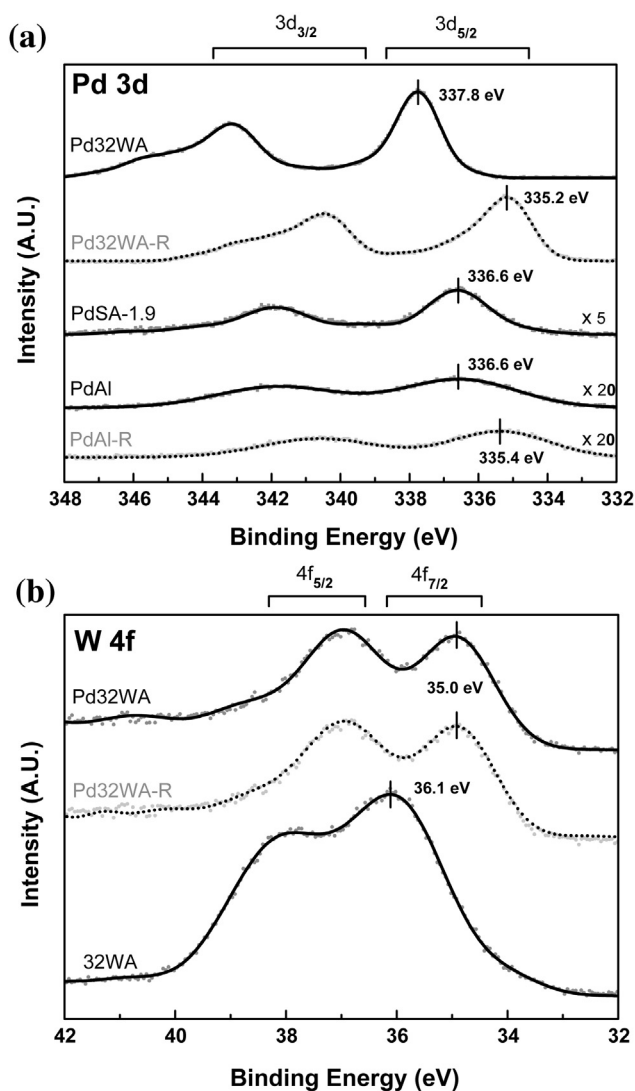 (a)
3d3/2
3d5/2
Pd 3d
337.8 eV
Pd32WA
335.2 eV
Pd32WA-R
336.6 eV
PdSA-1.9
x 5
336.6 eV
PdAl
x 20
PdAl-R
x 20
335.4 eV
Intensity (A.U.)
348 346 344 342 340 338 336 334 332
Binding Energy (eV)
(b)
4f5/2
4f7/2
W 4f
Pd32WA
35.0 eV
Pd32WA-R
36.1 eV
32WA
Intensity (A.U.)
42 40 38 36 34 32
Binding Energy (eV)